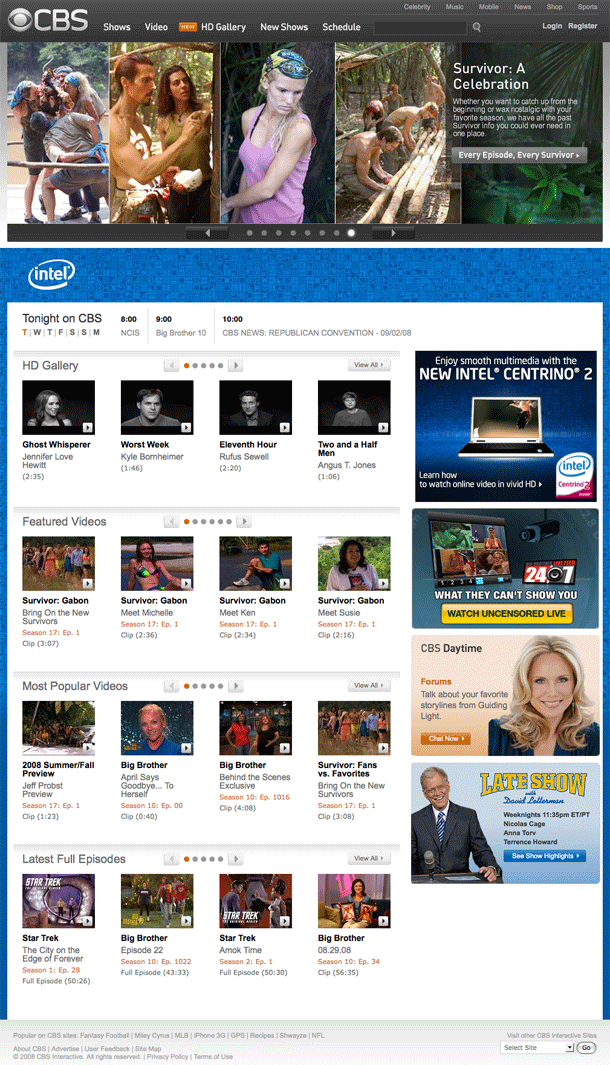 Celebrity Music Mobile News Shop Sports
CBS Shows Video NEW HD Gallery New Shows Schedule Login Register
Survivor: A
Celebration
Whether you want to catch up from the
beginning or wax nostalgic with your
favorite season, we have all the past
Survivor info you could ever need in
one place.
Every Episode, Every Survivor
intel
Tonight on CBS
T | W | T | F | S | S | M
8:00
NCIS
9:00
Big Brother 10
10:00
CBS NEWS: REPUBLICAN CONVENTION - 09/02/08
HD Gallery
View All
Ghost Whisperer
Jennifer Love
Hewitt
(2:35)
Worst Week
Kyle Bornheimer
(1:46)
Eleventh Hour
Rufus Sewell
(2:20)
Two and a Half
Men
Angus T. Jones
(1:06)
Enjoy smooth multimedia with the
NEW INTEL® CENTRINO® 2
Learn how
to watch online video in vivid HD
intel
Centrino 2
inside
Featured Videos
Survivor: Gabon
Bring On the New
Survivors
Season 17: Ep. 1
Clip (3:07)
Survivor: Gabon
Meet Michelle
Season 17: Ep. 1
Clip (2:36)
Survivor: Gabon
Meet Ken
Season 17: Ep. 1
Clip (2:34)
Survivor: Gabon
Meet Susie
Season 17: Ep. 1
Clip (2:16)
1 2 3 4
24 7
WHAT THEY CAN'T SHOW YOU
WATCH UNCENSORED LIVE
CBS Daytime
Forums
Talk about your favorite
storylines from Guiding
Light.
Chat Now
Most Popular Videos
View All
2008 Summer/Fall
Preview
Jeff Probst
Preview
Season 17: Ep. 1
Clip (1:23)
Big Brother
April Says
Goodbye... To
Herself
Season 10: Ep. 00
Clip (0:40)
Big Brother
Behind the Scenes
Exclusive
Season 10: Ep. 1016
Clip (4:08)
Survivor: Fans
vs. Favorites
Bring On the New
Survivors
Season 17: Ep. 1
Clip (3:08)
LATE SHOW
with
David Letterman
Weeknights 11:35pm ET/PT
Nicolas Cage
Anna Torv
Terrence Howard
See Show Highlights
Latest Full Episodes
View All
STAR TREK
Star Trek
The City on the
Edge of Forever
Season 1: Ep. 28
Full Episode (50:26)
Big Brother
Episode 22
Season 10: Ep. 1022
Full Episode (43:33)
STAR TREK
Star Trek
Amok Time
Season 2: Ep. 1
Full Episode (50:30)
Big Brother
08.29.08
Season 10: Ep. 34
Clip (56:35)
Popular on CBS sites: Fantasy Football | Miley Cyrus | MLB | iPhone 3G | GPS | Recipes | Shwayze | NFL
Visit other CBS Interactive Sites
Select Site Go
About CBS | Advertise | User Feedback | Site Map
© 2008 CBS Interactive. All rights reserved. | Privacy Policy | Terms of Use